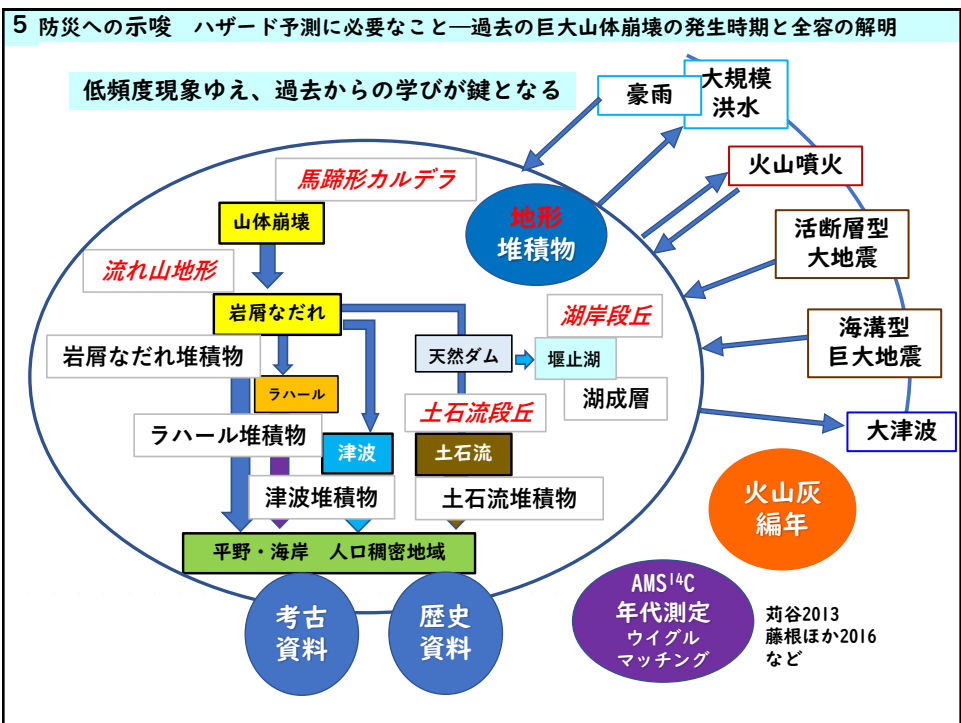 5 防災への示唆　ハザード予測に必要なこと―過去の巨大山体崩壊の発生時期と全容の解明
低頻度現象ゆえ、過去からの学びが鍵となる
豪雨
大規模
洪水
火山噴火
活断層型
大地震
海溝型
巨大地震
大津波
馬蹄形カルデラ
地形
堆積物
山体崩壊
流れ山地形
岩屑なだれ
岩屑なだれ堆積物
天然ダム
堰止湖
湖岸段丘
湖成層
ラハール
ラハール堆積物
土石流段丘
津波
土石流
津波堆積物
土石流堆積物
平野・海岸　人口稠密地域
考古
資料
歴史
資料
火山灰
編年
AMS¹⁴C
年代測定
ウイグル
マッチング
苅谷2013
藤根ほか2016
など